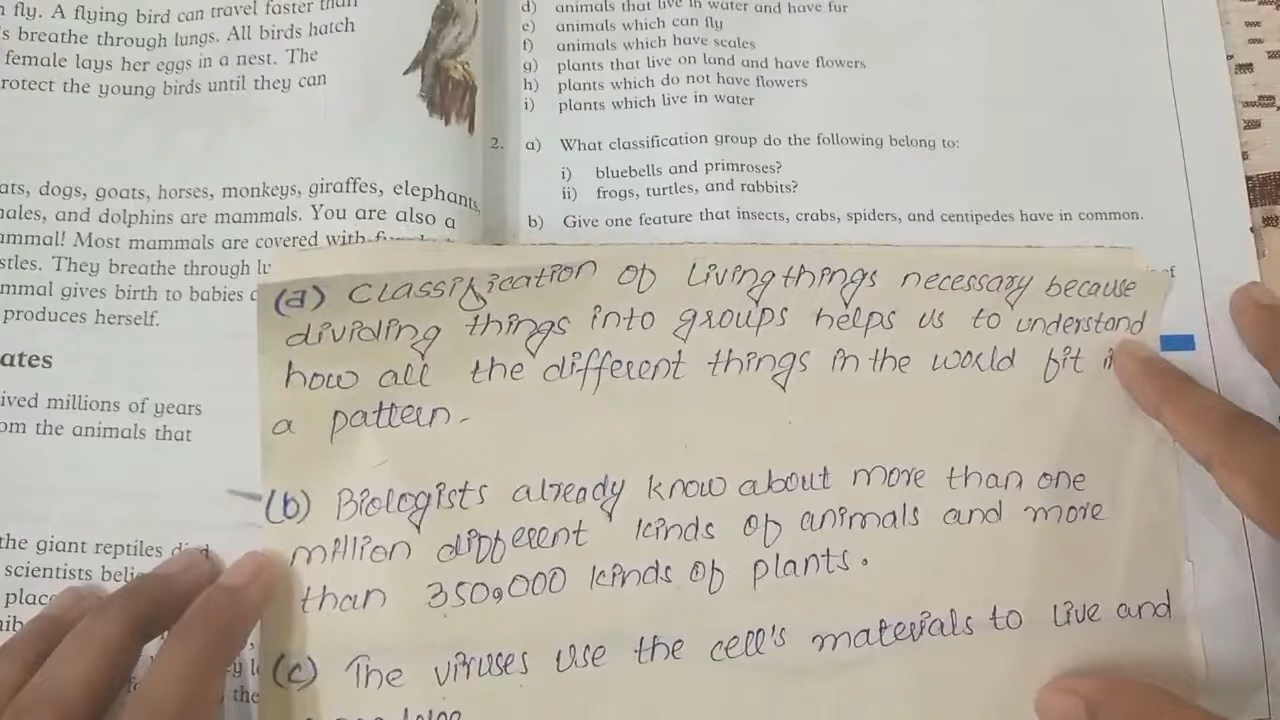 fly. A flying bird can travel faster than
s breathe through lungs. All birds hatch
female lays her eggs in a nest. The
rotect the young birds until they can
ats, dogs, goats, horses, monkeys, giraffes, elephants,
ales, and dolphins are mammals. You are also a
mmal! Most mammals are covered with
stles. They breathe through lu
mmal gives birth to babies
produces herself.
ates
ived millions of years
om the animals that
the giant reptiles died
scientists beli
place
the
d) animals that live in water and have fur
e) animals which can fly
f) animals which have scales
g) plants that live on land and have flowers
h) plants which do not have flowers
i) plants which live in water
2. a) What classification group do the following belong to:
i) bluebells and primroses?
ii) frogs, turtles, and rabbits?
b) Give one feature that insects, crabs, spiders, and centipedes have in common.
of
(a) Classification of Living things necessary because
dividing things into groups helps us to understand
how all the different things in the world fit in
a pattern.
(b) Biologists already know about more than one
million different kinds of animals and more
than 350,000 kinds of plants.
(c) The viruses use the cell's materials to live and